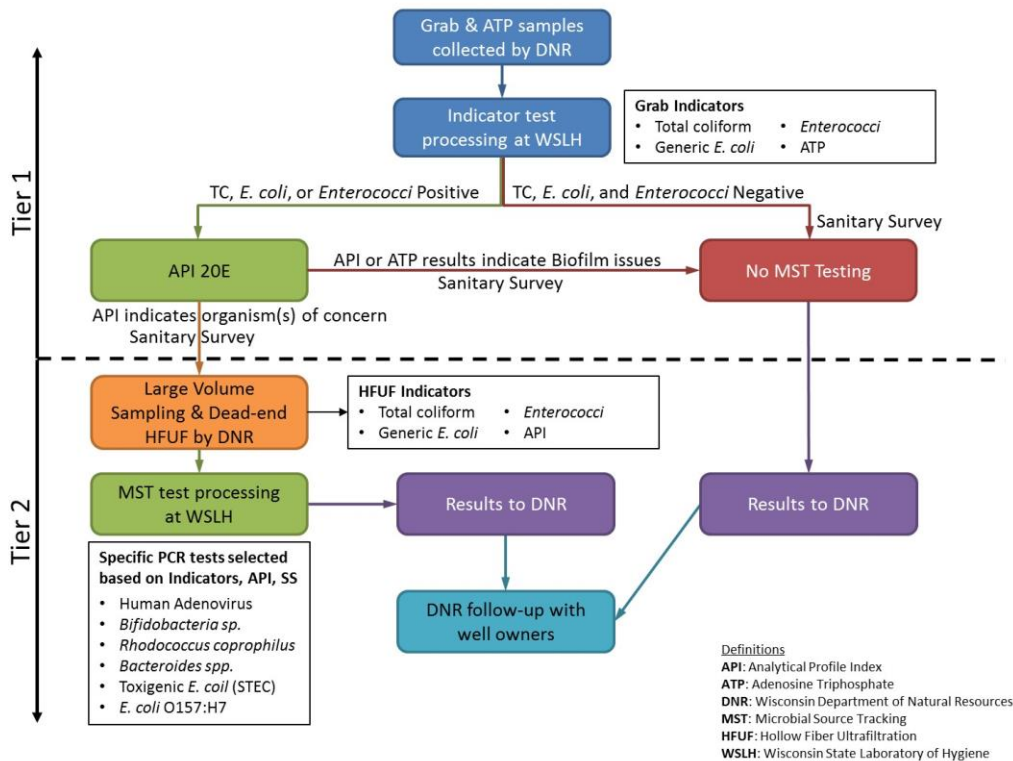 Grab & ATP samples
collected by DNR
Indicator test
processing at WSLH
Grab Indicators
• Total coliform • Enterococci
• Generic E. coli • ATP
Tier 1
TC, E. coli, or Enterococci Positive
TC, E. coli, and Enterococci Negative
Sanitary Survey
API 20E
API or ATP results indicate Biofilm issues
Sanitary Survey
No MST Testing
API indicates organism(s) of concern
Sanitary Survey
Tier 2
Large Volume
Sampling & Dead-end
HFUF by DNR
HFUF Indicators
• Total coliform • Enterococci
• Generic E. coli • API
MST test processing
at WSLH
Results to DNR
Results to DNR
Specific PCR tests selected
based on Indicators, API, SS
• Human Adenovirus
• Bifidobacteria sp.
• Rhodococcus coprophilus
• Bacteroides spp.
• Toxigenic E. coil (STEC)
• E. coli O157:H7
DNR follow-up with
well owners
Definitions
API: Analytical Profile Index
ATP: Adenosine Triphosphate
DNR: Wisconsin Department of Natural Resources
MST: Microbial Source Tracking
HFUF: Hollow Fiber Ultrafiltration
WSLH: Wisconsin State Laboratory of Hygiene